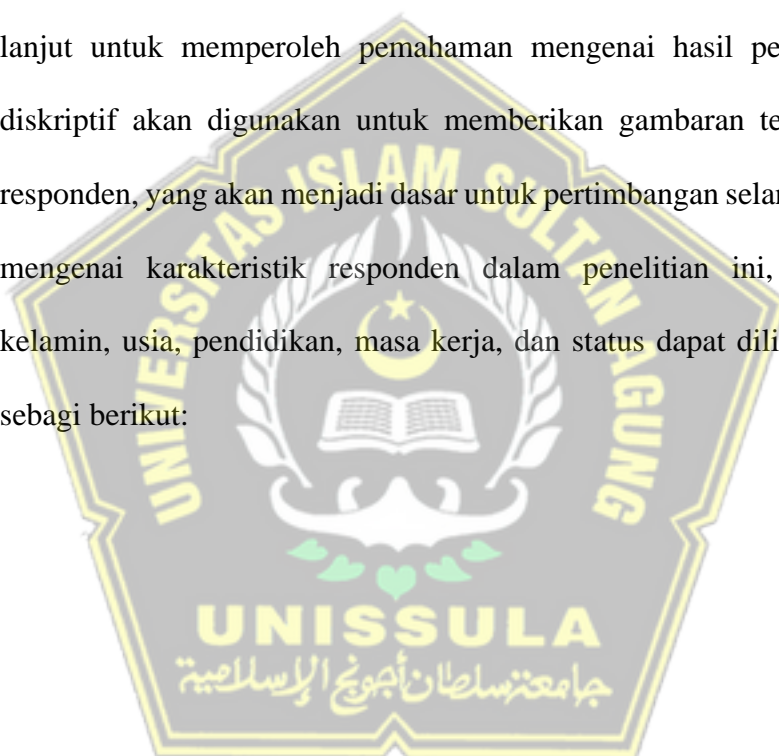 lanjut untuk memperoleh pemahaman mengenai hasil pe
diskriptif akan digunakan untuk memberikan gambaran te
responden, yang akan menjadi dasar untuk pertimbangan selan
mengenai karakteristik responden dalam penelitian ini,
kelamin, usia, pendidikan, masa kerja, dan status dapat dili
sebagi berikut:
UNIVERSITAS ISLAM SULTAN AGUNG
UNISSULA
جامعة سلطان أجونج الإسلامية